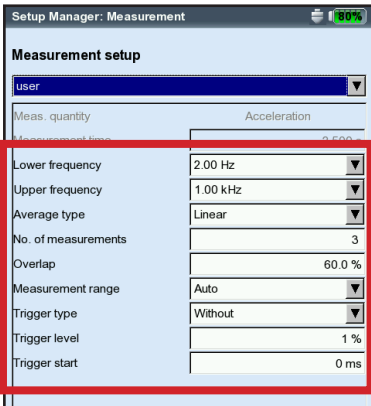 Setup Manager: Measurement 80%
Measurement setup
user
Meas. quantity Acceleration
Measurement time
Lower frequency 2.00 Hz
Upper frequency 1.00 kHz
Average type Linear
No. of measurements 3
Overlap 60.0 %
Measurement range Auto
Trigger type Without
Trigger level 1 %
Trigger start 0 ms